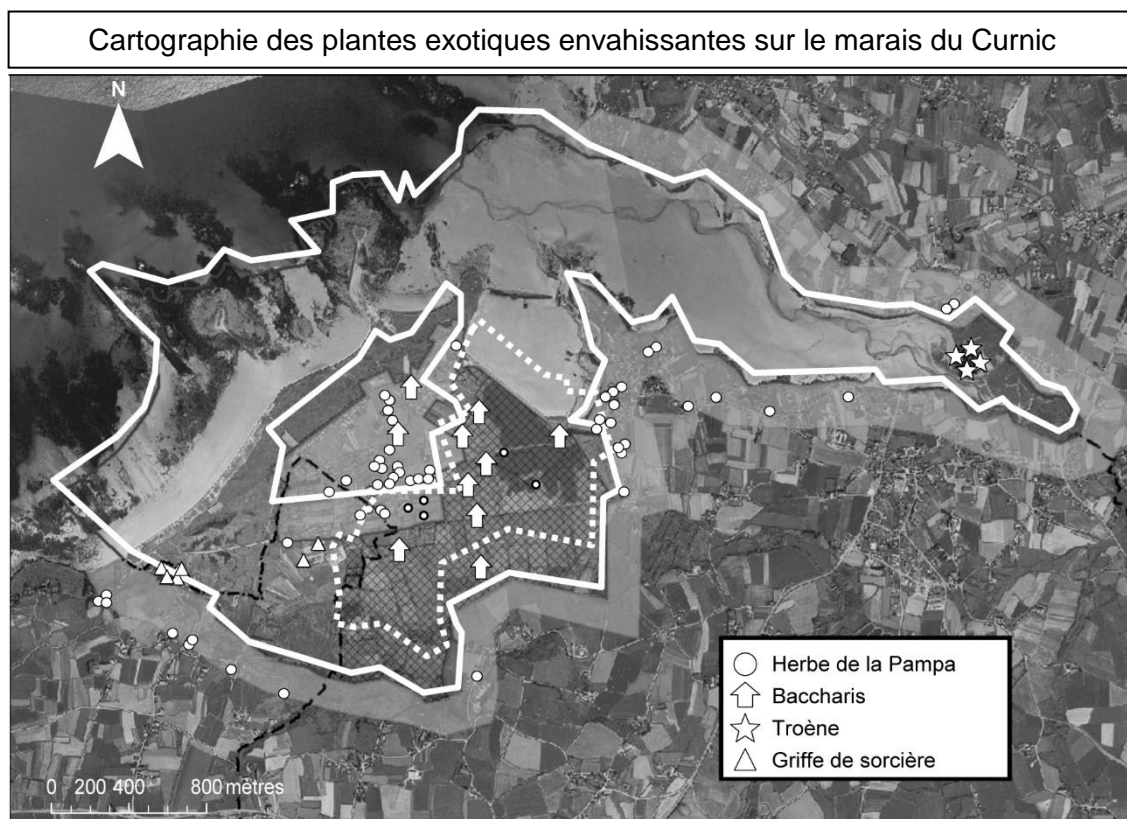 Cartographie des plantes exotiques envahissantes sur le marais du Curnic
N
Herbe de la Pampa
Baccharis
Troène
Griffe de sorcière
0 200 400 800 mètres